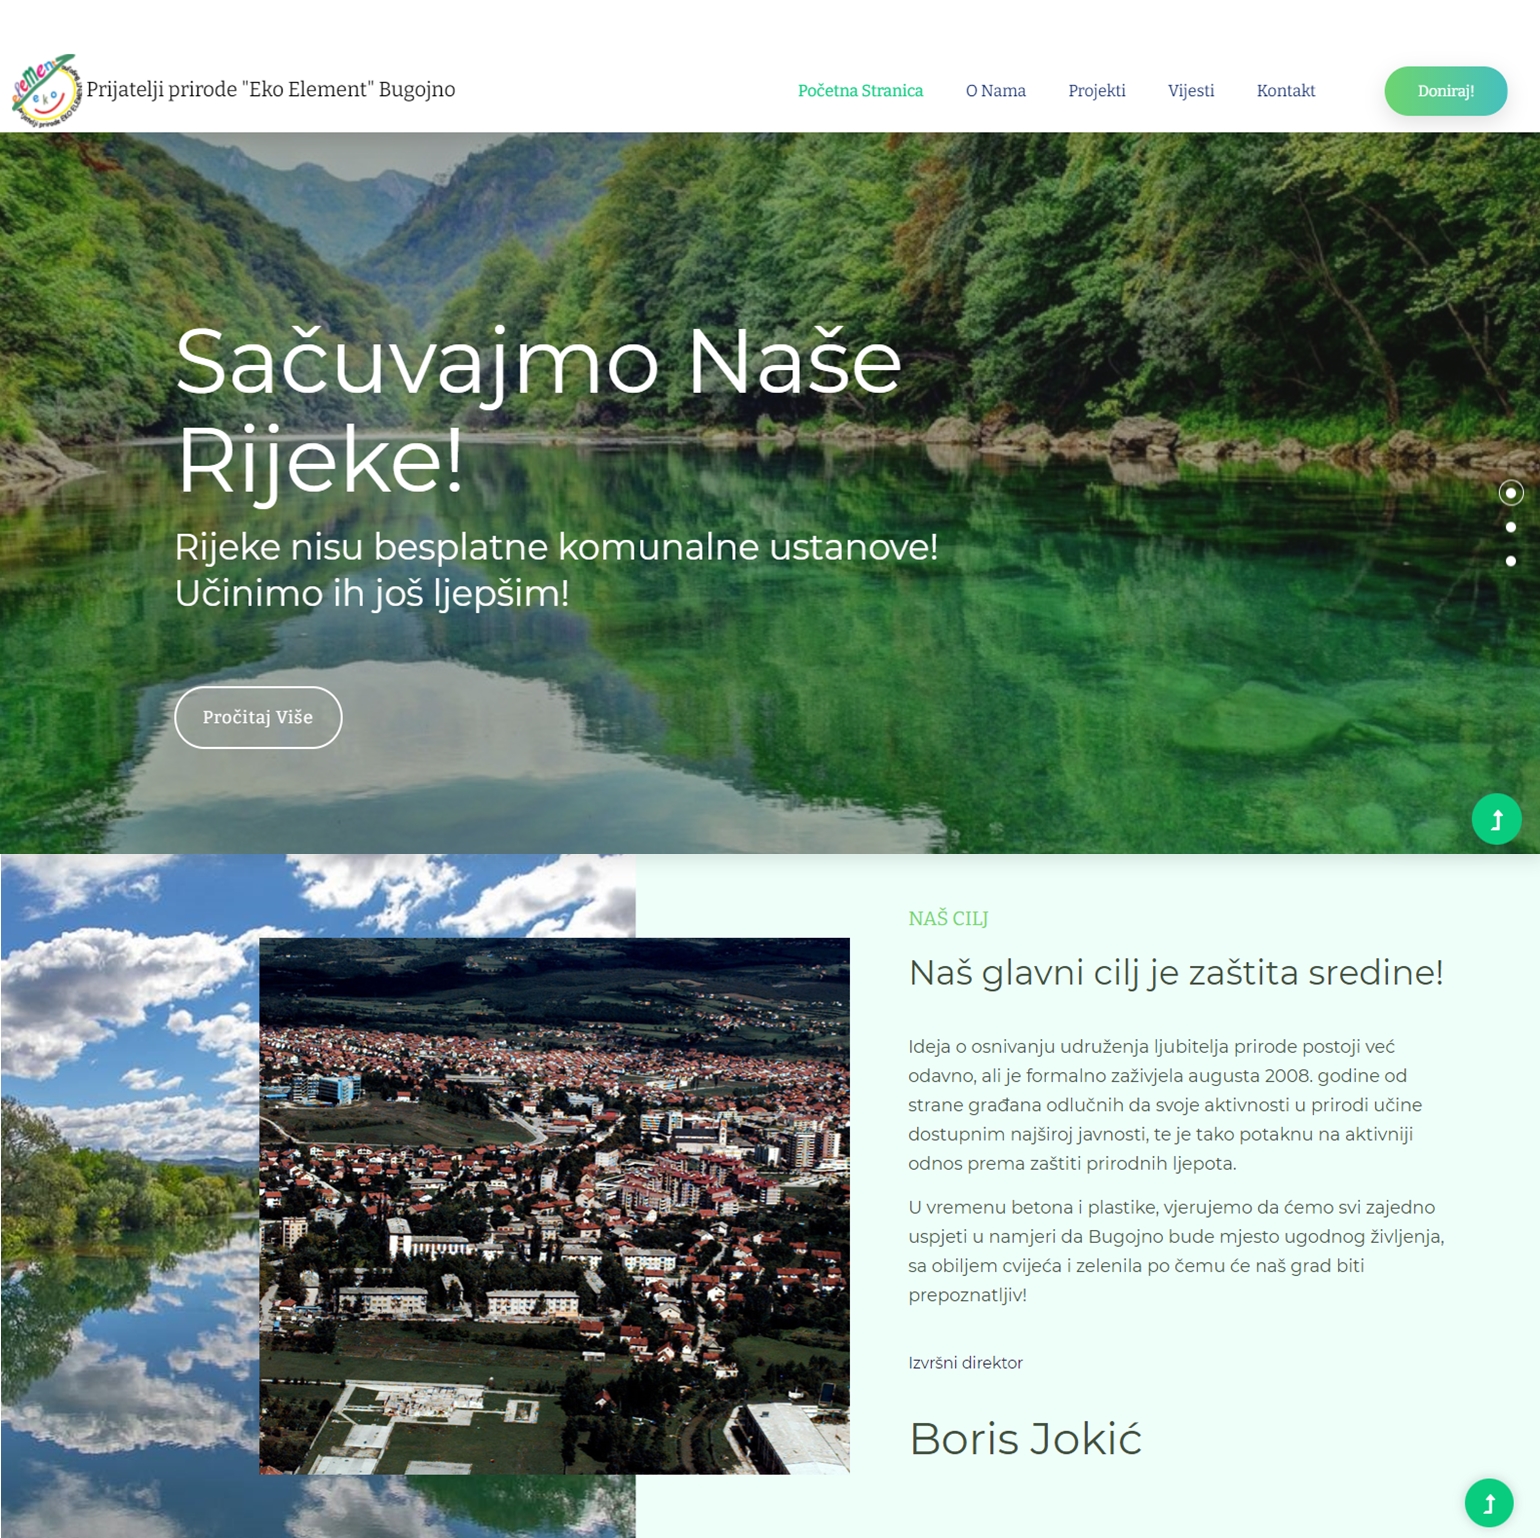 element
eko
Prijatelji prirode "Eko Element" Bugojno
Početna Stranica
O Nama
Projekti
Vijesti
Kontakt
Doniraj!
Sačuvajmo Naše
Rijeke!
Rijeke nisu besplatne komunalne ustanove!
Učinimo ih još ljepšim!
Pročitaj Više
NAŠ CILJ
Naš glavni cilj je zaštita sredine!
Ideja o osnivanju udruženja ljubitelja prirode postoji već
odavno, ali je formalno zaživjela augusta 2008. godine od
strane građana odlučnih da svoje aktivnosti u prirodi učine
dostupnim najširoj javnosti, te je tako potaknu na aktivniji
odnos prema zaštiti prirodnih ljepota.
U vremenu betona i plastike, vjerujemo da ćemo svi zajedno
uspjeti u namjeri da Bugojno bude mjesto ugodnog življenja,
sa obiljem cvijeća i zelenila po čemu će naš grad biti
prepoznatljiv!
Izvršni direktor
Boris Jokić